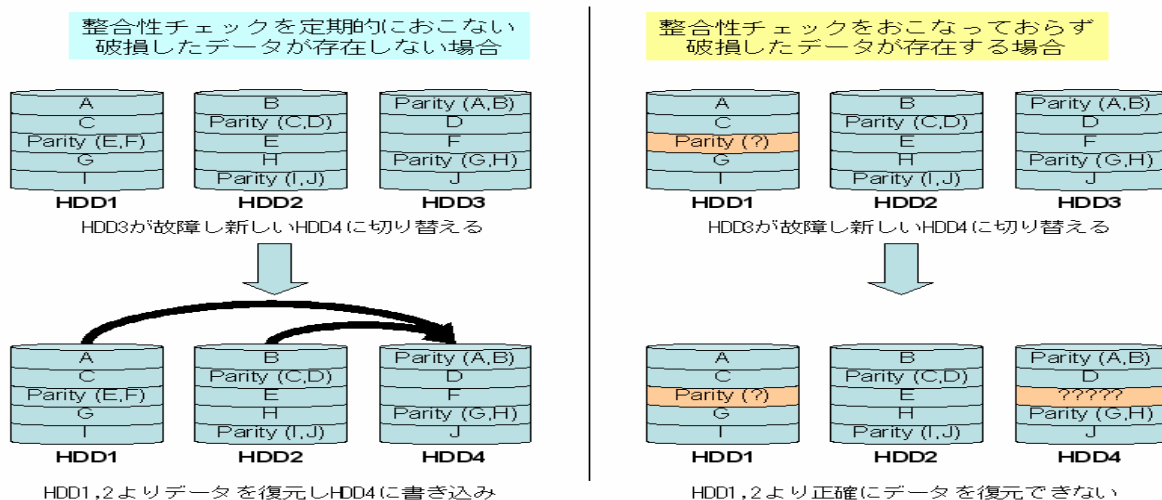 整合性チェックを定期的におこない
破損したデータが存在しない場合
A
C
Parity (E,F)
G
I
HDD1
B
Parity (C,D)
E
H
Parity (I,J)
HDD2
Parity (A,B)
D
F
Parity (G,H)
J
HDD3
HDD3が故障し新しいHDD4に切り替える
A
C
Parity (E,F)
G
I
HDD1
B
Parity (C,D)
E
H
Parity (I,J)
HDD2
Parity (A,B)
D
F
Parity (G,H)
J
HDD4
HDD1,2よりデータを復元しHDD4に書き込み
整合性チェックをおこなっておらず
破損したデータが存在する場合
A
C
Parity (?)
G
I
HDD1
B
Parity (C,D)
E
H
Parity (I,J)
HDD2
Parity (A,B)
D
F
Parity (G,H)
J
HDD3
HDD3が故障し新しいHDD4に切り替える
A
C
Parity (?)
G
I
HDD1
B
Parity (C,D)
E
H
Parity (I,J)
HDD2
Parity (A,B)
D
?????
Parity (G,H)
J
HDD4
HDD1,2より正確にデータを復元できない